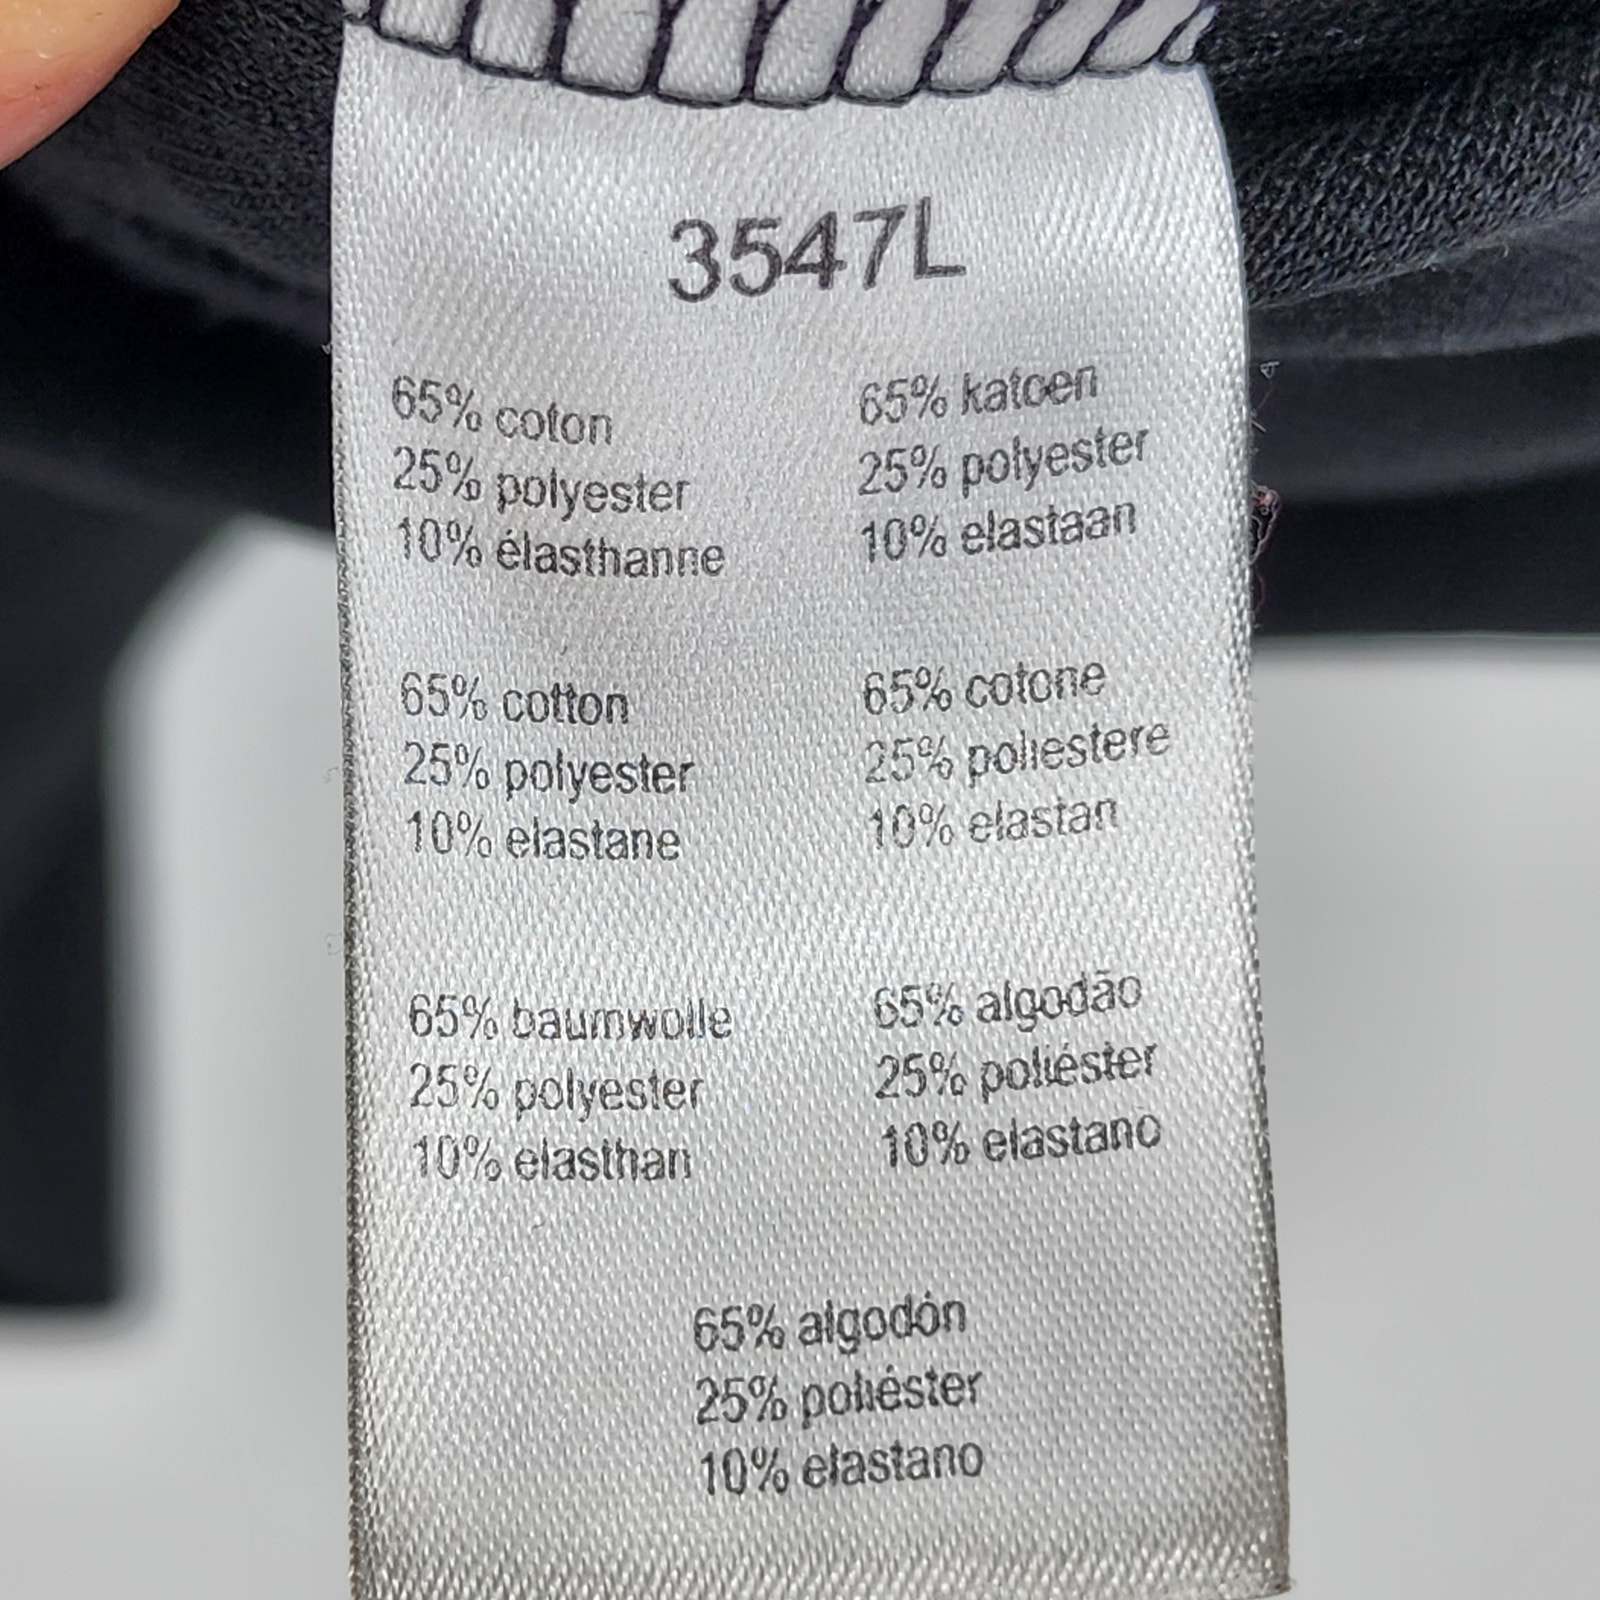 3547L
65% coton
25% polyester
10% élasthanne
65% katoen
25% polyester
10% elastaan
65% cotton
25% polyester
10% elastane
65% cotone
25% poliestere
10% elastan
65% baumwolle
25% polyester
10% elasthan
65% algodão
25% poliéster
10% elastano
65% algodón
25% poliéster
10% elastano